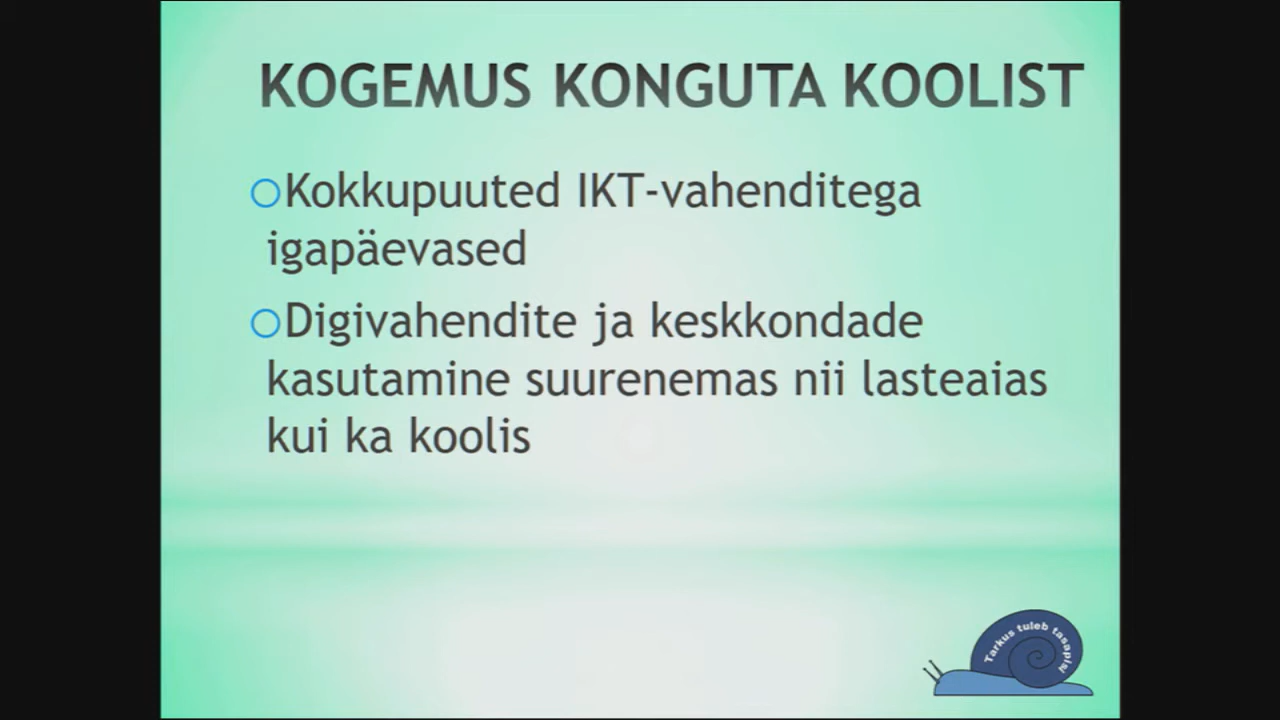 KOGEMUS KONGUTA KOOLIST
Kokkupuuted IKT-vahenditega
igapäevased
Digivahendite ja keskkondade
kasutamine suurenemas nii lasteaias
kui ka koolis
Tarkus tuleb tasapisi